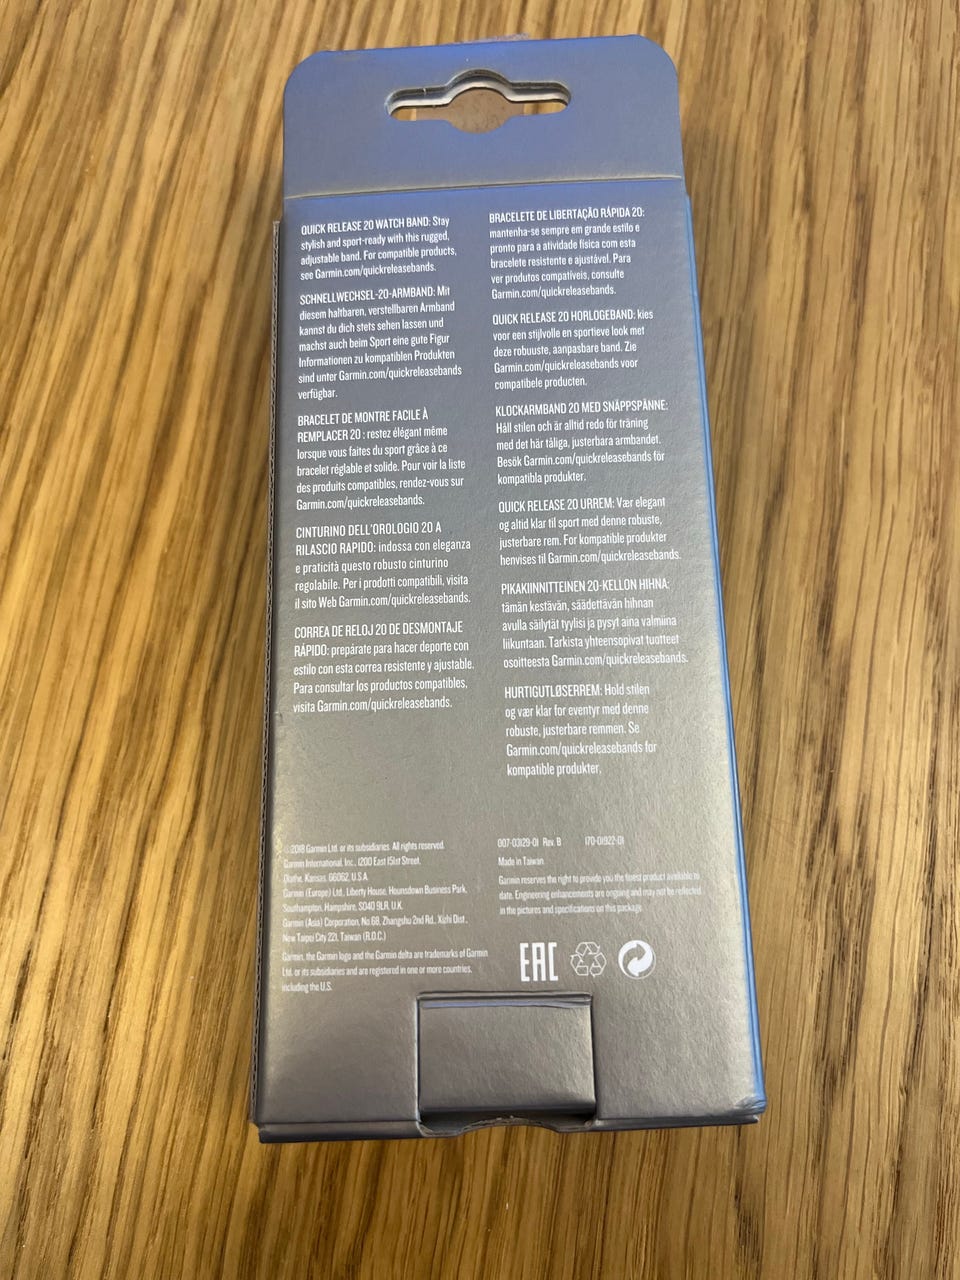 QUICK RELEASE 20 WATCH BAND: Stay
stylish and sport-ready with this rugged,
adjustable band. For compatible products,
see Garmin.com/quickreleasebands.
SCHNELLWECHSEL-20-ARMBAND: Mit
diesem haltbaren, verstellbaren Armband
kannst du dich stets sehen lassen und
machst auch beim Sport eine gute Figur
Informationen zu kompatiblen Produkten
sind unter Garmin.com/quickreleasebands
verfügbar.
BRACELET DE MONTRE FACILE À
REMPLACER 20 : restez élégant même
lorsque vous faites du sport grâce à ce
bracelet réglable et solide. Pour voir la liste
des produits compatibles, rendez-vous sur
Garmin.com/quickreleasebands.
CINTURINO DELL'OROLOGIO 20 A
RILASCIO RAPIDO: indossa con eleganza
e praticità questo robusto cinturino
regolabile. Per i prodotti compatibili, visita
il sito Web Garmin.com/quickreleasebands.
CORREA DE RELOJ 20 DE DESMONTAJE
RÁPIDO: prepárate para hacer deporte con
estilo con esta correa resistente y ajustable.
Para consultar los productos compatibles,
visita Garmin.com/quickreleasebands.
BRACELETE DE LIBERTAÇÃO RÁPIDA 20:
mantenha-se sempre em grande estilo e
pronto para a atividade física com esta
bracelete resistente e ajustável. Para
ver produtos compatíveis, consulte
Garmin.com/quickreleasebands.
QUICK RELEASE 20 HORLOGEBAND: kies
voor een stijlvolle en sportieve look met
deze robuuste, aanpasbare band. Zie
Garmin.com/quickreleasebands voor
compatibele producten.
KLOCKARMBAND 20 MED SNÄPPSPÄNNE:
Håll stilen och är alltid redo för träning
med det här tåliga, justerbara armbandet.
Besök Garmin.com/quickreleasebands för
kompatibla produkter.
QUICK RELEASE 20 URREM: Vær elegant
og altid klar til sport med denne robuste,
justerbare rem. For kompatible produkter
henvises til Garmin.com/quickreleasebands.
PIKAKIINNITTEINEN 20-KELLON HIHNA:
tämän kestävän, säädettävän hihnan
avulla säilytät tyylisi ja pysyt aina valmiina
liikuntaan. Tarkista yhteensopivat tuotteet
osoitteesta Garmin.com/quickreleasebands.
HURTIGUTLØSERREM: Hold stilen
og vær klar for eventyr med denne
robuste, justerbare remmen. Se
Garmin.com/quickreleasebands for
kompatible produkter.
©2018 Garmin Ltd. or its subsidiaries. All rights reserved.
Garmin International, Inc., 1200 East 151st Street,
Olathe, Kansas, 66062, U.S.A.
Garmin (Europe) Ltd., Liberty House, Hounsdown Business Park,
Southampton, Hampshire, SO40 9LR, U.K.
Garmin (Asia) Corporation, No.68, Zhangshu 2nd Rd., Xizhi Dist.,
New Taipei City 221, Taiwan (R.O.C.)
Garmin, the Garmin logo and the Garmin delta are trademarks of Garmin
Ltd. or its subsidiaries and are registered in one or more countries,
including the U.S.
007-03129-01 Rev. B 170-01922-01
Made in Taiwan
Garmin reserves the right to provide you the finest product available to
date. Engineering enhancements are ongoing and may not be reflected
in the pictures and specifications on this package.
EAC